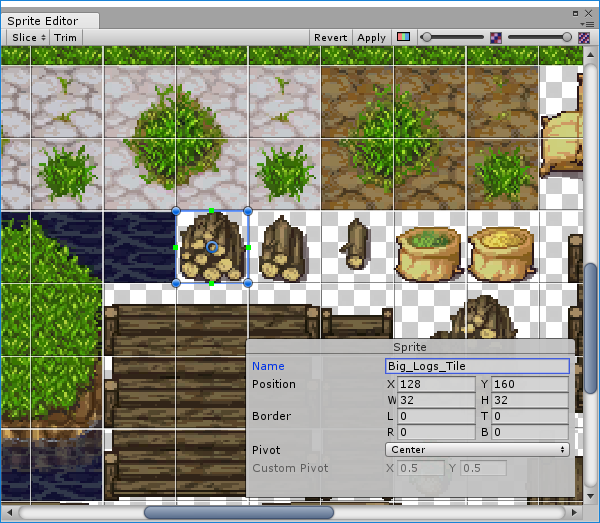 Sprite Editor
Slice Trim Revert Apply
Sprite
Name Big_Logs_Tile
Position X 128 Y 160
W 32 H 32
Border L 0 T 0
R 0 B 0
Pivot Center
Custom Pivot X 0.5 Y 0.5